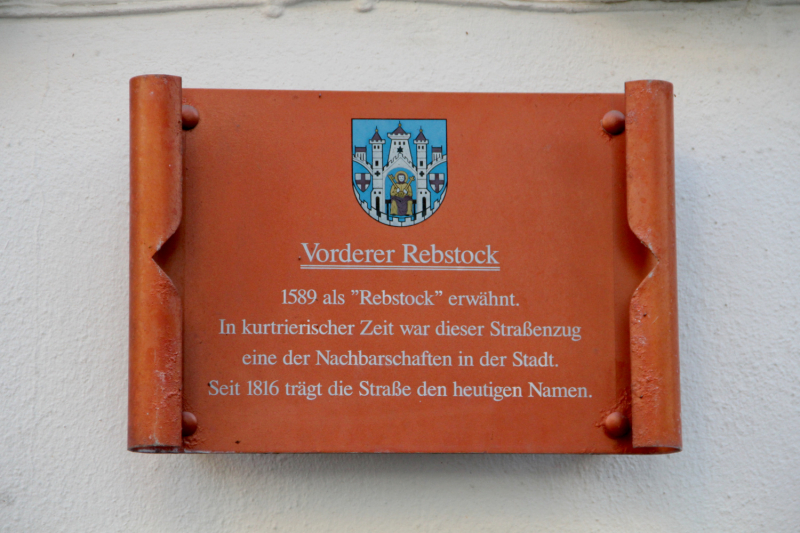 Vorderer Rebstock
1589 als ”Rebstock” erwähnt.
In kurtrierischer Zeit war dieser Straßenzug
eine der Nachbarschaften in der Stadt.
Seit 1816 trägt die Straße den heutigen Namen.